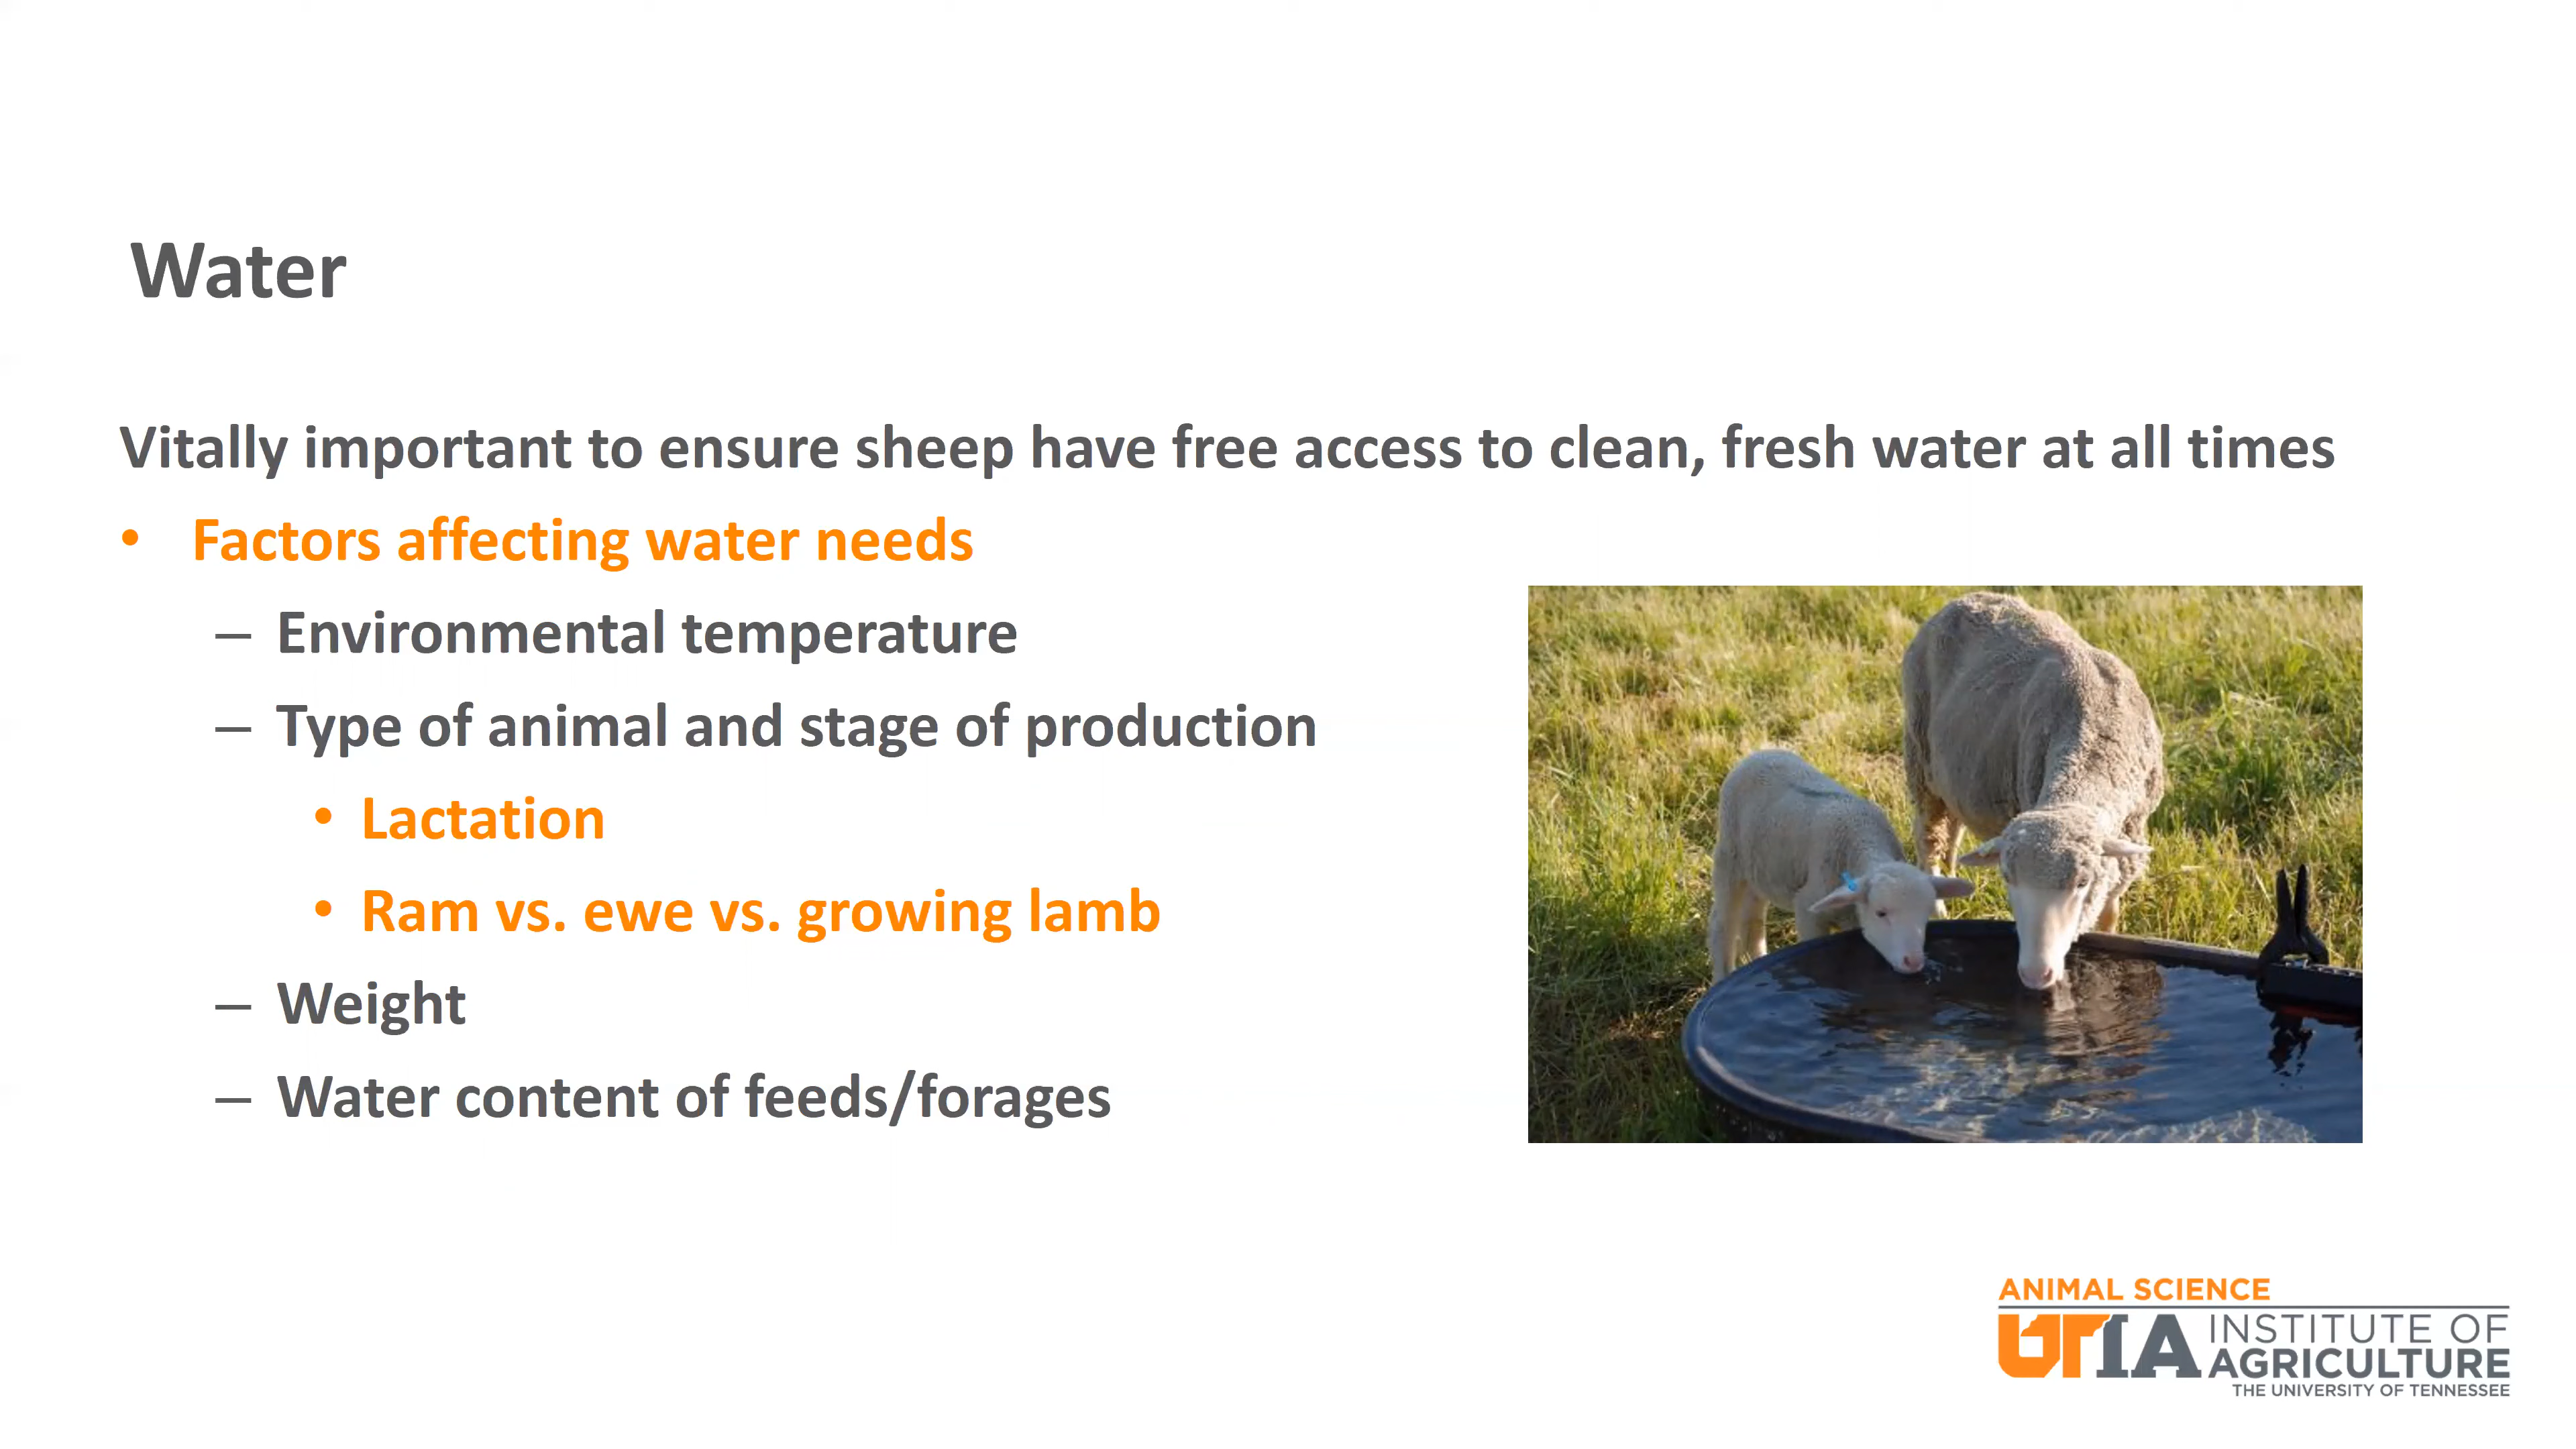 Water
Vitally important to ensure sheep have free access to clean, fresh water at all times
• Factors affecting water needs
– Environmental temperature
– Type of animal and stage of production
• Lactation
• Ram vs. ewe vs. growing lamb
– Weight
– Water content of feeds/forages
ANIMAL SCIENCE
UTIA INSTITUTE OF
AGRICULTURE
THE UNIVERSITY OF TENNESSEE